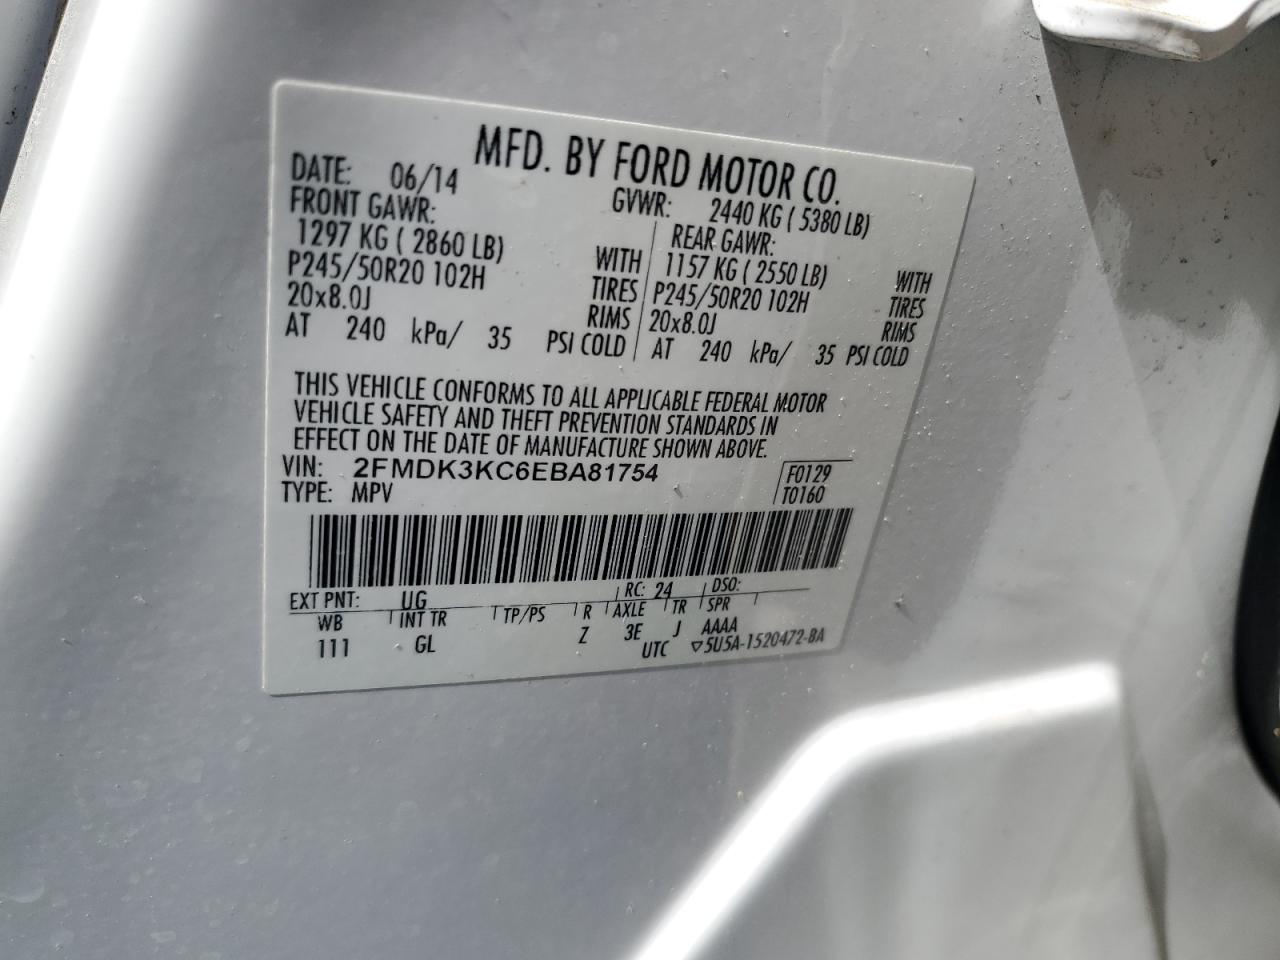 MFD. BY FORD MOTOR CO.
DATE: 06/14 GVWR: 2440 KG ( 5380 LB)
FRONT GAWR: REAR GAWR:
1297 KG ( 2860 LB) WITH 1157 KG ( 2550 LB) WITH
P245/50R20 102H TIRES P245/50R20 102H TIRES
20x8.0J RIMS 20x8.0J RIMS
AT 240 kPa/ 35 PSI COLD AT 240 kPa/ 35 PSI COLD
THIS VEHICLE CONFORMS TO ALL APPLICABLE FEDERAL MOTOR
VEHICLE SAFETY AND THEFT PREVENTION STANDARDS IN
EFFECT ON THE DATE OF MANUFACTURE SHOWN ABOVE.
VIN: 2FMDK3KC6EBA81754 F0129
TYPE: MPV T0160
EXT PNT: UG RC: 24 DSO:
WB INT TR TP/PS R AXLE TR SPR
111 GL Z 3E J AAAA
UTC ▽5U5A-1520472-BA